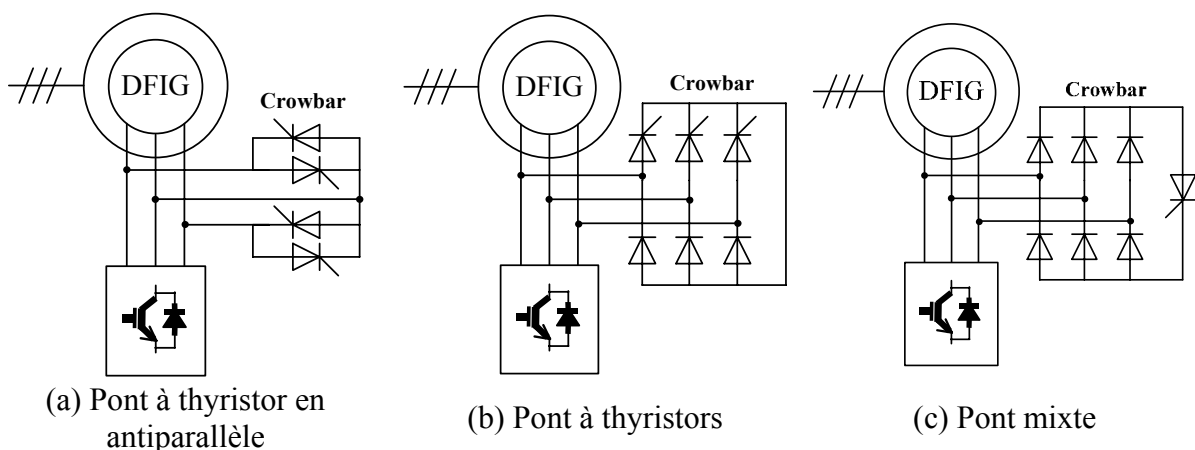 DFIG
Crowbar
(a) Pont à thyristor en
antiparallèle
DFIG
Crowbar
(b) Pont à thyristors
DFIG
Crowbar
(c) Pont mixte